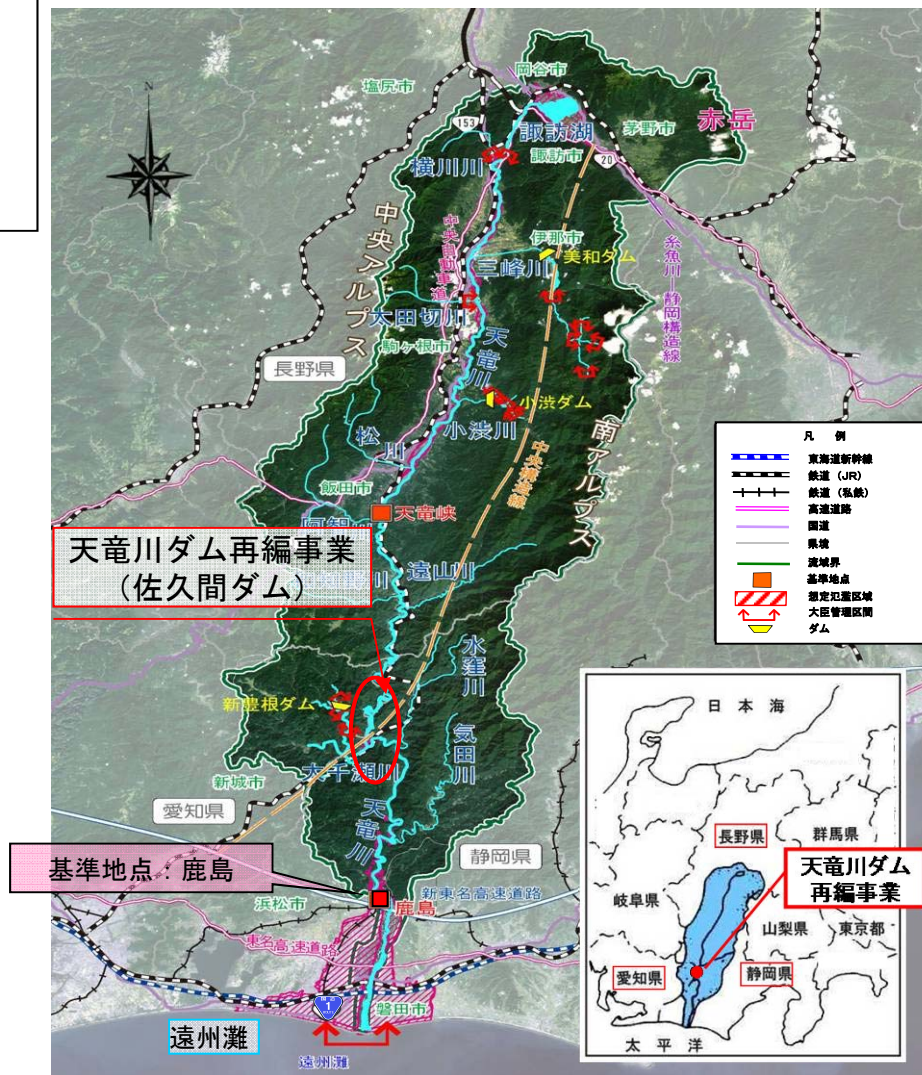 N
塩尻市
岡谷市
赤岳
153
諏訪湖
茅野市
横川川
諏訪市
20
中央アルプス
中央自動車道
伊那市
美和ダム
三峰川
糸魚川―静岡構造線
太田切川
駒ヶ根市
天竜川
長野県
小渋ダム
小渋川
南アルプス
松川
中央構造線
飯田市
天竜峡
天竜川ダム再編事業
(佐久間ダム)
遠山川
水窪川
新豊根ダム
気田川
大千瀬川
新城市
愛知県
天竜川
静岡県
基準地点:鹿島
新東名高速道路
浜松市
鹿島
東名高速道路
1
磐田市
遠州灘
遠州灘
凡 例
東海道新幹線
鉄道(JR)
鉄道(私鉄)
高速道路
国道
県境
流域界
基準地点
想定氾濫区域
大臣管理区間
ダム
日本海
長野県
群馬県
天竜川ダム
再編事業
岐阜県
山梨県
東京都
愛知県
静岡県
太平洋